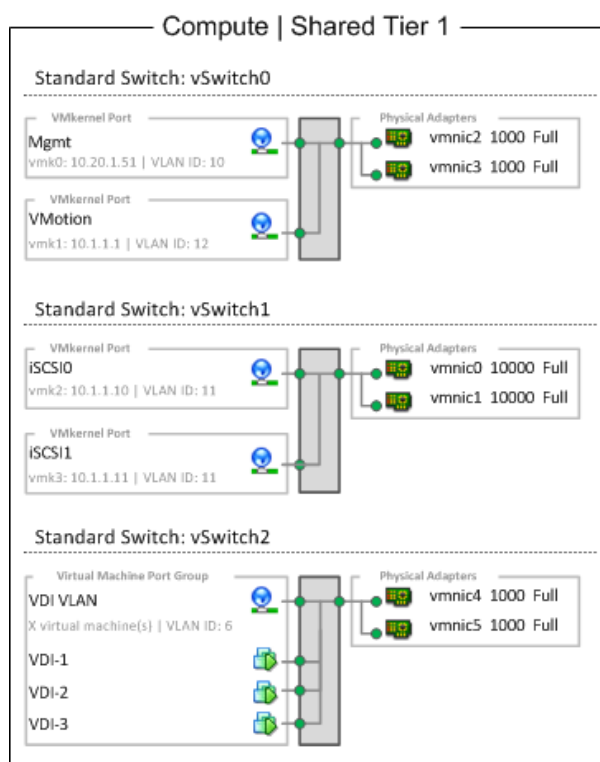 Compute | Shared Tier 1
Standard Switch: vSwitch0
VMkernel Port
Mgmt
vmk0: 10.20.1.51 | VLAN ID: 10
Physical Adapters
vmnic2 1000 Full
vmnic3 1000 Full
VMkernel Port
VMotion
vmk1: 10.1.1.1 | VLAN ID: 12
Standard Switch: vSwitch1
VMkernel Port
iSCSI0
vmk2: 10.1.1.10 | VLAN ID: 11
Physical Adapters
vmnic0 10000 Full
vmnic1 10000 Full
VMkernel Port
iSCSI1
vmk3: 10.1.1.11 | VLAN ID: 11
Standard Switch: vSwitch2
Virtual Machine Port Group
VDI VLAN
X virtual machine(s) | VLAN ID: 6
Physical Adapters
vmnic4 1000 Full
vmnic5 1000 Full
VDI-1
VDI-2
VDI-3